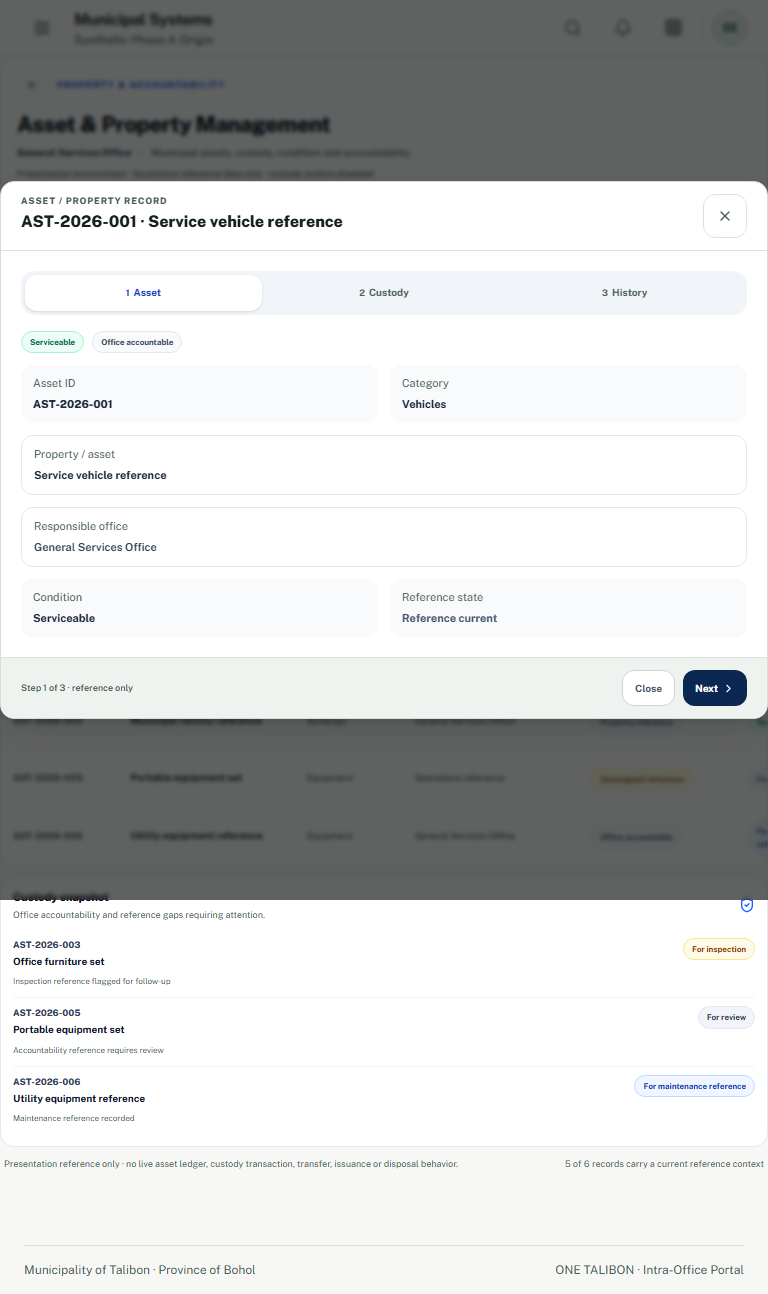 Municipal Systems
Synthetic Phase A Origin
PROPERTY & ACCOUNTABILITY
Asset & Property Management
General Services Office · Municipal assets, custody, condition and accountability
ASSET / PROPERTY RECORD
AST-2026-001 · Service vehicle reference
1 Asset
2 Custody
3 History
Serviceable
Office accountable
Asset ID
AST-2026-001
Category
Vehicles
Property / asset
Service vehicle reference
Responsible office
General Services Office
Condition
Serviceable
Reference state
Reference current
Step 1 of 3 · reference only
Close
Next
AST-2026-005 Portable equipment set Equipment Operations reference Unassigned reference
AST-2026-006 Utility equipment reference Equipment General Services Office Office accountable
Custody snapshot
Office accountability and reference gaps requiring attention.
AST-2026-003
For inspection
Office furniture set
Inspection reference flagged for follow-up
AST-2026-005
For review
Portable equipment set
Accountability reference requires review
AST-2026-006
For maintenance reference
Utility equipment reference
Maintenance reference recorded
Presentation reference only · no live asset ledger, custody transaction, transfer, issuance or disposal behavior.
5 of 6 records carry a current reference context
Municipality of Talibon · Province of Bohol
ONE TALIBON · Intra-Office Portal